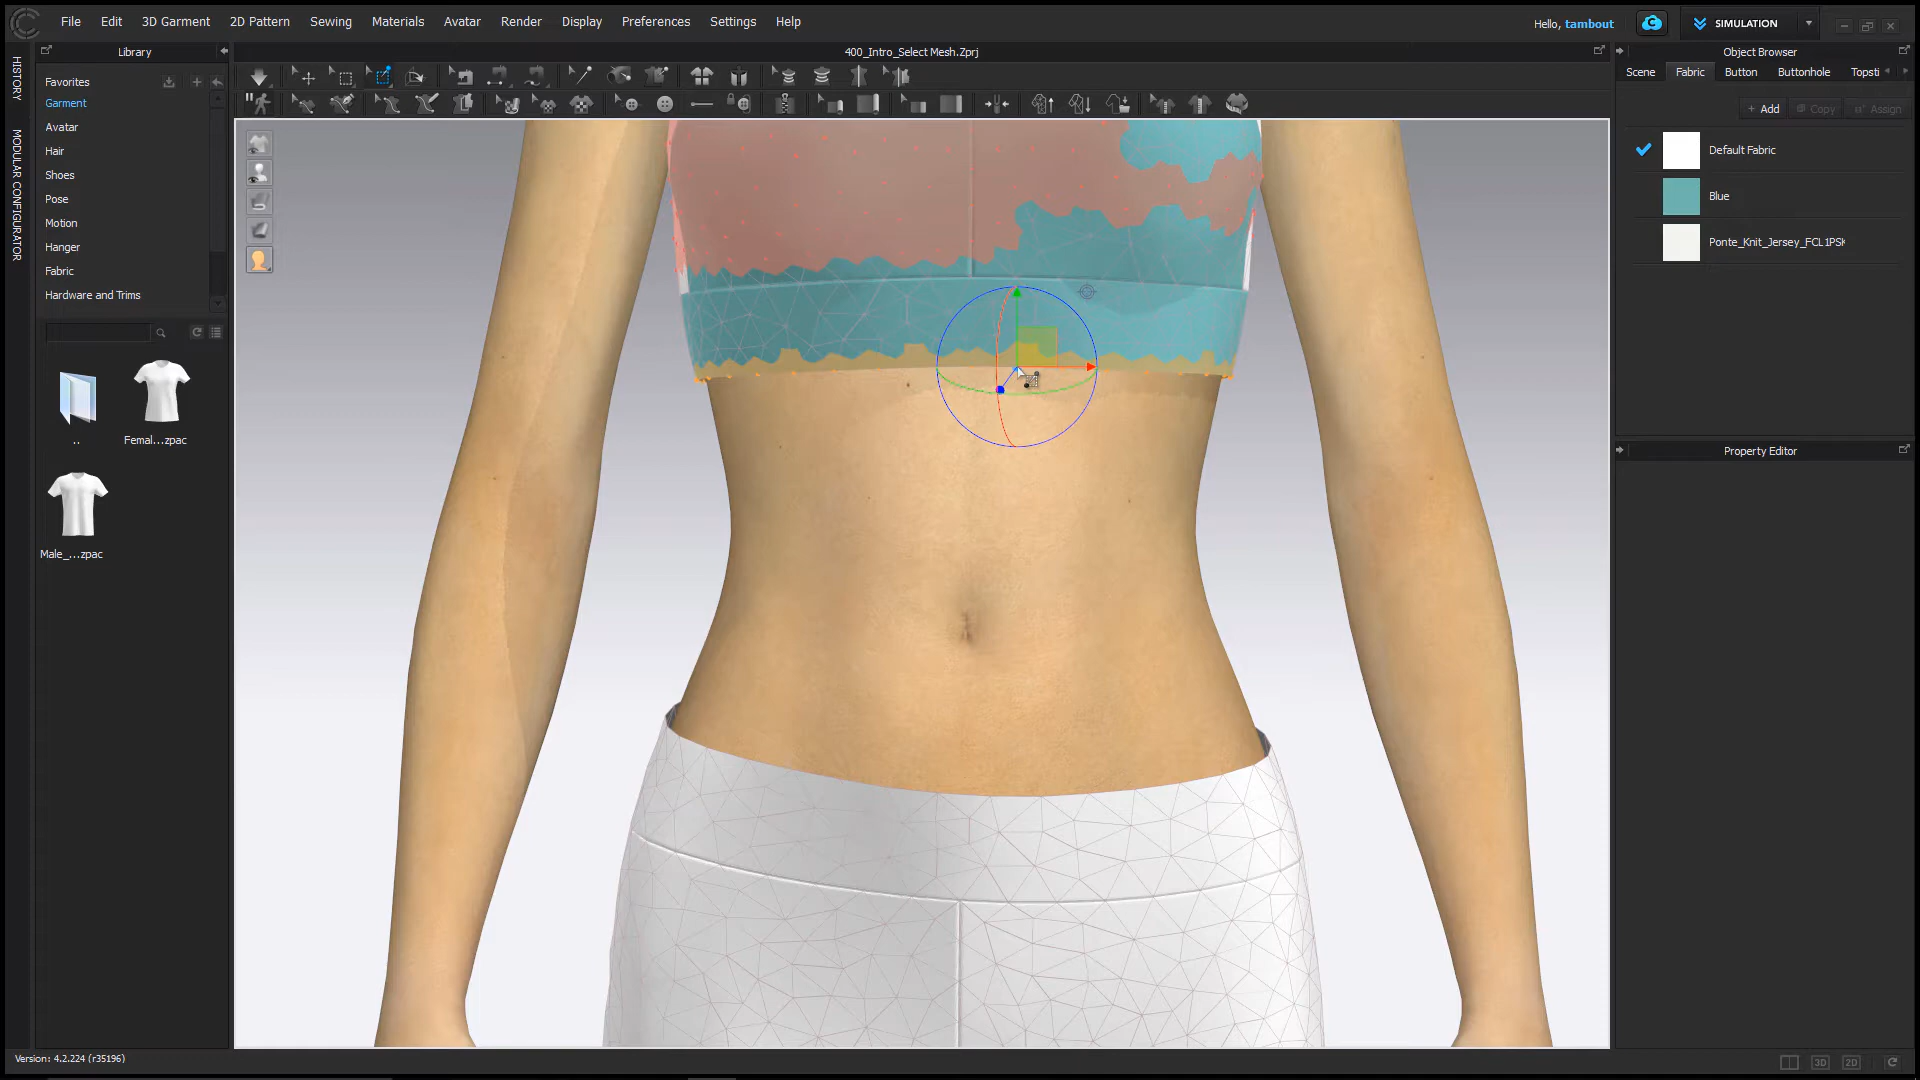 File Edit 3D Garment 2D Pattern Sewing Materials Avatar Render Display Preferences Settings Help
Hello, tambout
SIMULATION
Library
400_Intro_Select Mesh.Zprj
Object Browser
HISTORY
MODULAR CONFIGURATOR
Favorites
Garment
Avatar
Hair
Shoes
Pose
Motion
Hanger
Fabric
Hardware and Trims
..
Femal...zpac
Male_...zpac
Scene Fabric Button Buttonhole Topsti
+ Add Copy Assign
Default Fabric
Blue
Ponte_Knit_Jersey_FCL1PSK
Property Editor
Version: 4.2.224 (r35196)
3D 2D